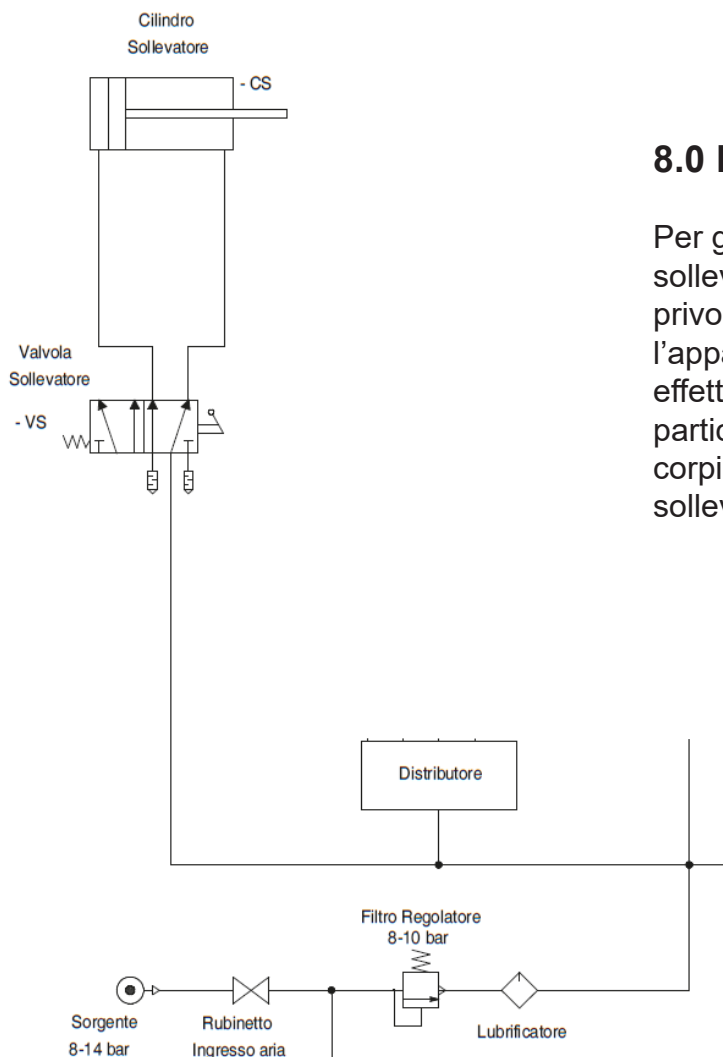 Cilindro
Sollevatore
- CS
8.0
Per g
sollev
privo
l’appa
effett
partic
corpi
sollev
Valvola
Sollevatore
- VS
Distributore
Filtro Regolatore
8-10 bar
Sorgente
8-14 bar
Rubinetto
Ingresso aria
Lubrificatore